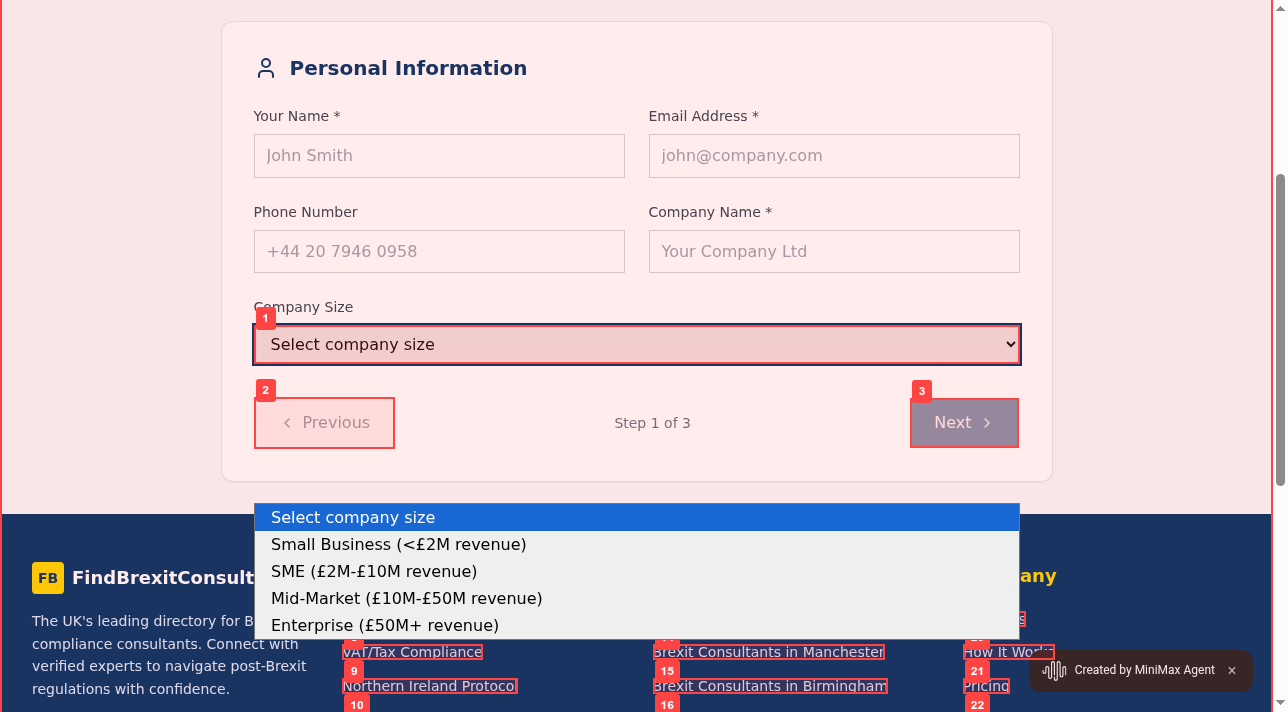 Personal Information
Your Name *
Email Address *
John Smith
john@company.com
Phone Number
Company Name *
+44 20 7946 0958
Your Company Ltd
Company Size
1
Select company size
2
3
Previous
Step 1 of 3
Next
Select company size
Small Business (<£2M revenue)
SME (£2M-£10M revenue)
Mid-Market (£10M-£50M revenue)
Enterprise (£50M+ revenue)
FB
FindBrexitConsult
The UK's leading directory for B
compliance consultants. Connect with
verified experts to navigate post-Brexit
regulations with confidence.
VAT/Tax Compliance
9
Northern Ireland Protocol
10
Brexit Consultants in Manchester
15
Brexit Consultants in Birmingham
16
any
s
How It Works
21
Pricing
22
Created by MiniMax Agent
×